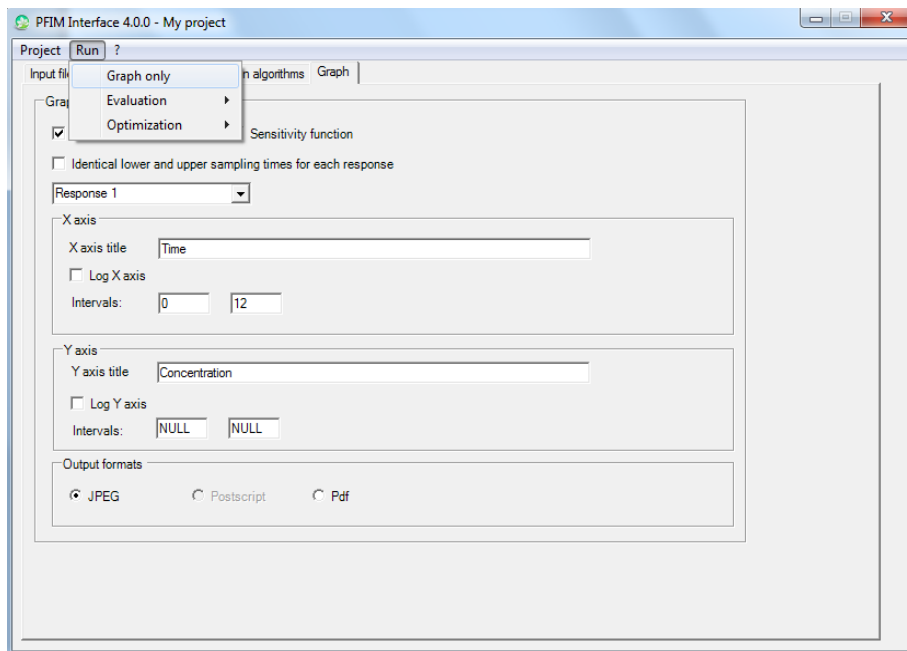 PFIM Interface 4.0.0 - My project
Project Run ?
Input fil n algorithms Graph
Graph only
Evaluation
Optimization
Gra
Sensitivity function
Identical lower and upper sampling times for each response
Response 1
X axis
X axis title Time
Log X axis
Intervals: 0 12
Y axis
Y axis title Concentration
Log Y axis
Intervals: NULL NULL
Output formats
JPEG Postscript Pdf